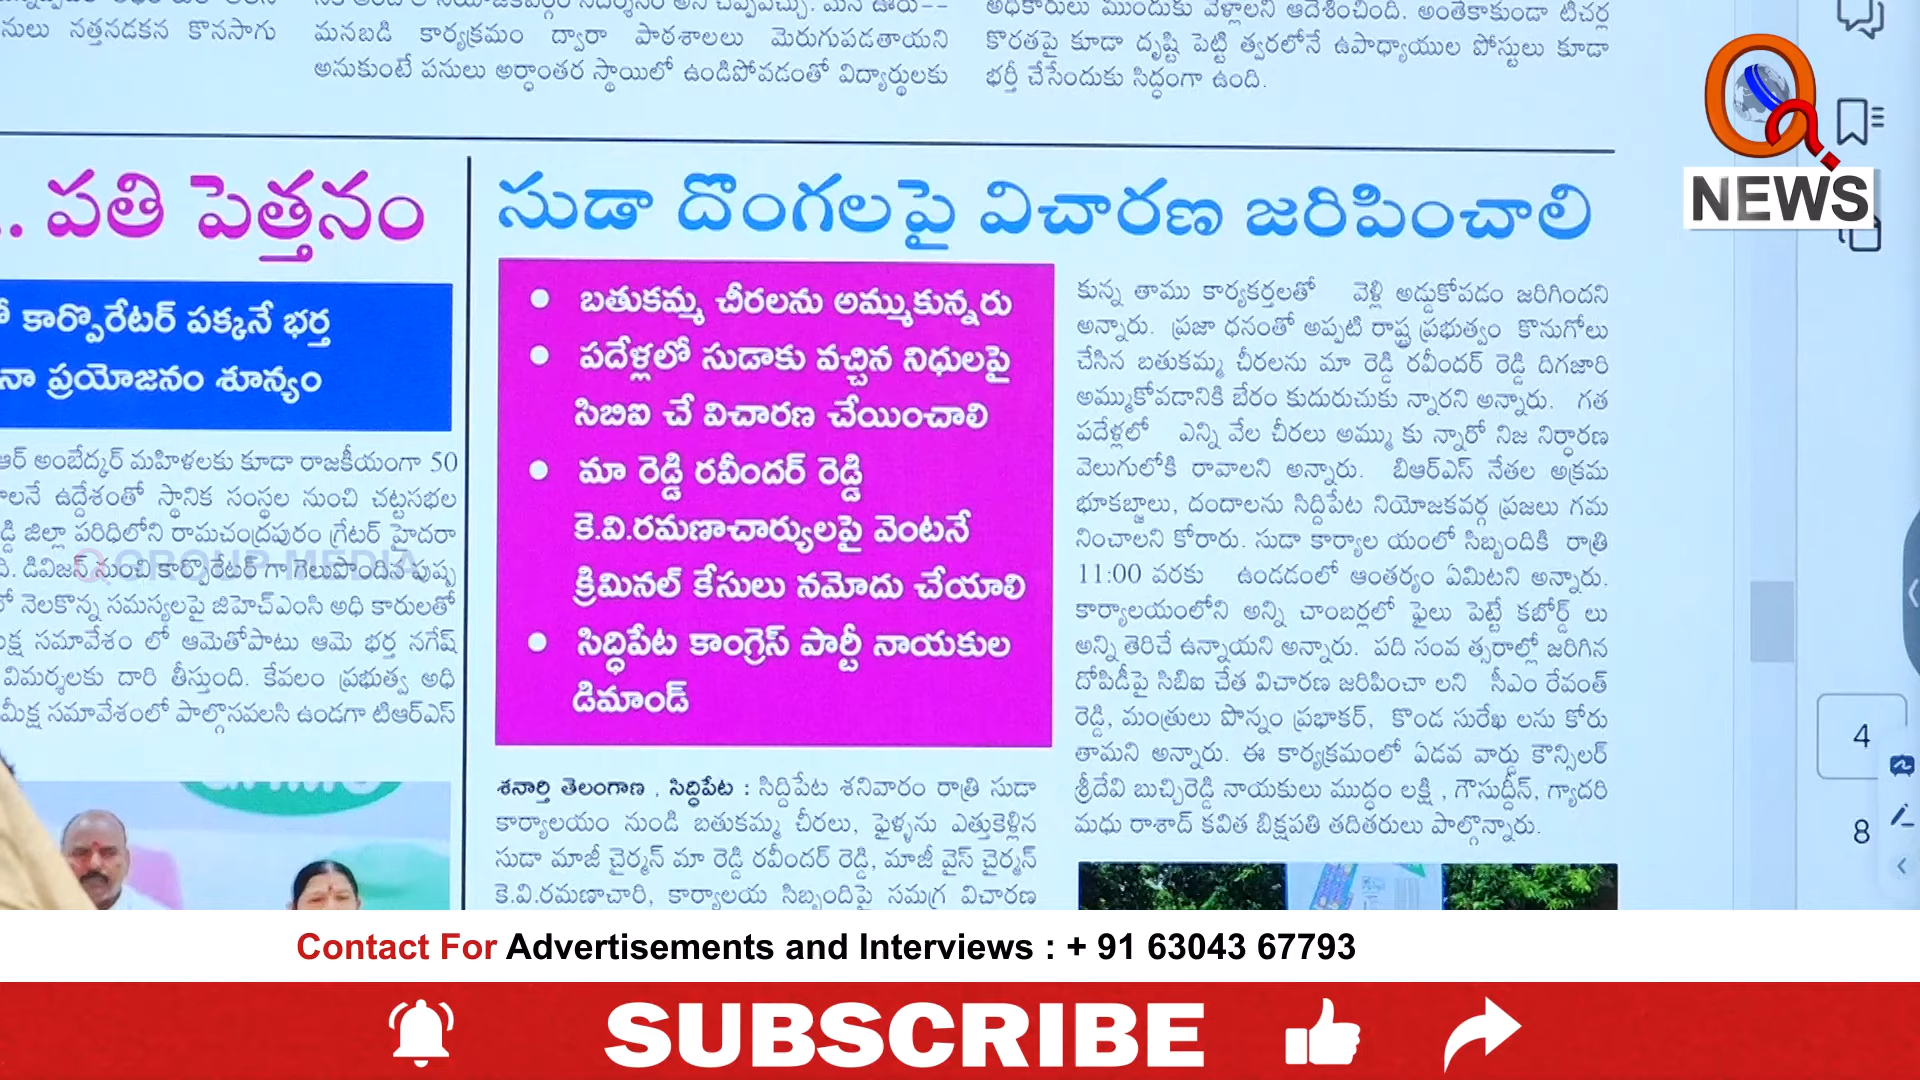 నులు నత్తనడకన కొనసాగు
మనబడి కార్యక్రమం ద్వారా పాఠశాలలు మెరుగుపడతాయని
అనుకుంటే పనులు అర్ధాంతర స్థాయిలో ఉండిపోవడంతో విద్యార్థులకు
అధికారులు ముందుకు వెళ్లాలని ఆదేశించింది. అంతేకాకుండా టీచర్ల
కొరతపై కూడా దృష్టి పెట్టి త్వరలోనే ఉపాధ్యాయుల పోస్టులు కూడా
భర్తీ చేసేందుకు సిద్ధంగా ఉంది.
.. పతి పెత్తనం
కార్పొరేటర్ పక్కనే భర్త
నా ప్రయోజనం శూన్యం
ఆర్ అంబేద్కర్ మహిళలకు కూడా రాజకీయంగా 50
లనే ఉద్దేశంతో స్థానిక సంస్థల నుంచి చట్టసభల
డ్డి జిల్లా పరిధిలోని రామచంద్రపురం గ్రేటర్ హైదరా
ది. డివిజన్ నుంచి కార్పొరేటర్ గా గెలుపొందిన పుష్ప
లో నెలకొన్న సమస్యలపై జిహెచ్ఎంసి అధి కారులతో
క్ష సమావేశం లో ఆమెతోపాటు ఆమె భర్త నగేష్
విమర్శలకు దారి తీస్తుంది. కేవలం ప్రభుత్వ అధి
మీక్ష సమావేశంలో పాల్గొనవలసి ఉండగా టిఆర్ఎస్
Q GROUP MEDIA
సుడా దొంగలపై విచారణ జరిపించాలి
• బతుకమ్మ చీరలను అమ్ముకున్నరు
• పదేళ్లలో సుడాకు వచ్చిన నిధులపై
సిబిఐ చే విచారణ చేయించాలి
• మా రెడ్డి రవీందర్ రెడ్డి
కె.వి.రమణాచార్యులపై వెంటనే
క్రిమినల్ కేసులు నమోదు చేయాలి
• సిద్ధిపేట కాంగ్రెస్ పార్టీ నాయకుల
డిమాండ్
శనార్తి తెలంగాణ , సిద్ధిపేట : సిద్దిపేట శనివారం రాత్రి సుడా
కార్యాలయం నుండి బతుకమ్మ చీరలు, ఫైళ్ళను ఎత్తుకెళ్లిన
సుడా మాజీ చైర్మన్ మా రెడ్డి రవీందర్ రెడ్డి, మాజీ వైస్ చైర్మన్
కె.వి.రమణాచారి, కార్యాలయ సిబ్బందిపై సమగ్ర విచారణ
కున్న తాము కార్యకర్తలతో వెళ్లి అడ్డుకోవడం జరిగిందని
అన్నారు. ప్రజా ధనంతో అప్పటి రాష్ట్ర ప్రభుత్వం కొనుగోలు
చేసిన బతుకమ్మ చీరలను మా రెడ్డి రవీందర్ రెడ్డి దిగజారి
అమ్ముకోవడానికి బేరం కుదురుచుకు న్నారని అన్నారు. గత
పదేళ్లలో ఎన్ని వేల చీరలు అమ్ము కు న్నారో నిజ నిర్ధారణ
వెలుగులోకి రావాలని అన్నారు. బిఆర్ఎస్ నేతల అక్రమ
భూకబ్జాలు, దందాలను సిద్దిపేట నియోజకవర్గ ప్రజలు గమ
నించాలని కోరారు. సుడా కార్యాల యంలో సిబ్బందికి రాత్రి
11:00 వరకు ఉండడంలో ఆంతర్యం ఏమిటని అన్నారు.
కార్యాలయంలోని అన్ని చాంబర్లలో ఫైలు పెట్టే కబోర్డ్ లు
అన్ని తెరిచే ఉన్నాయని అన్నారు. పది సంవ త్సరాల్లో జరిగిన
దోపిడీపై సిబిఐ చేత విచారణ జరిపించా లని సీఎం రేవంత్
రెడ్డి, మంత్రులు పొన్నం ప్రభాకర్, కొండ సురేఖ లను కోరు
తామని అన్నారు. ఈ కార్యక్రమంలో ఏడవ వార్డు కౌన్సిలర్
శ్రీదేవి బుచ్చిరెడ్డి నాయకులు ముద్దం లక్ష్మి , గౌసుద్దీన్, గ్యాదరి
మధు రాశాద్ కవిత బిక్షపతి తదితరులు పాల్గొన్నారు.
NEWS
4
8
Contact For Advertisements and Interviews : + 91 63043 67793
SUBSCRIBE